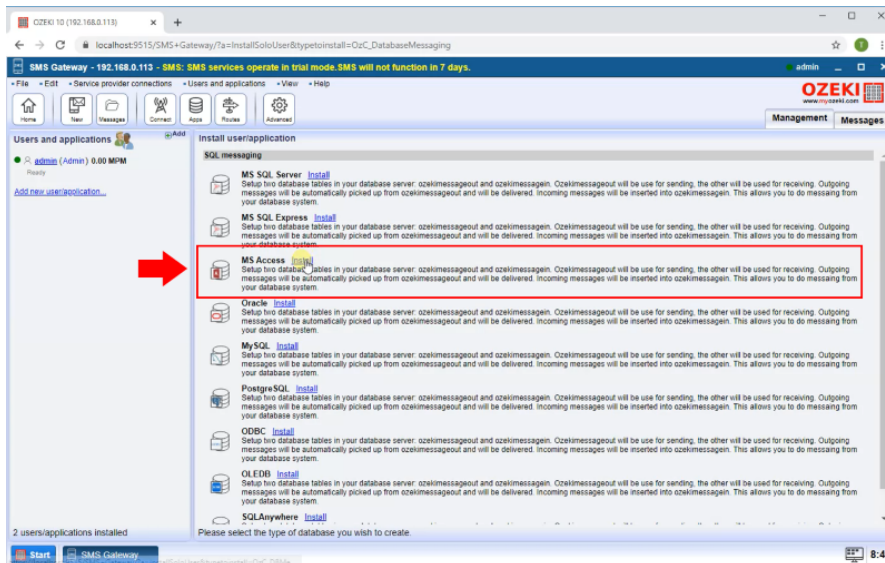 OZEKI 10 (192.168.0.113)
localhost:9515/SMS+Gateway/?a=InstallSoloUser&typetoinstall=OzC_DatabaseMessaging
SMS Gateway - 192.168.0.113 - SMS: SMS services operate in trial mode.SMS will not function in 7 days.
admin
File Edit Service provider connections Users and applications View Help
OZEKI
www.myozeki.com
Home New Messages Connect Apps Routes Advanced
Management Messages
Users and applications Add
admin (Admin) 0.00 MPM
Ready
Add new user/application...
Install user/application
SQL messaging
MS SQL Server Install
Setup two database tables in your database server: ozekimessageout and ozekimessagein. Ozekimessageout will be use for sending, the other will be used for receiving. Outgoing
messages will be automatically picked up from ozekimessageout and will be delivered. Incoming messages will be inserted into ozekimessagein. This allows you to do messaing from
your database system.
MS SQL Express Install
Setup two database tables in your database server: ozekimessageout and ozekimessagein. Ozekimessageout will be use for sending, the other will be used for receiving. Outgoing
messages will be automatically picked up from ozekimessageout and will be delivered. Incoming messages will be inserted into ozekimessagein. This allows you to do messaing from
your database system.
MS Access Install
Setup two database tables in your database server: ozekimessageout and ozekimessagein. Ozekimessageout will be use for sending, the other will be used for receiving. Outgoing
messages will be automatically picked up from ozekimessageout and will be delivered. Incoming messages will be inserted into ozekimessagein. This allows you to do messaing from
your database system.
Oracle Install
Setup two database tables in your database server: ozekimessageout and ozekimessagein. Ozekimessageout will be use for sending, the other will be used for receiving. Outgoing
messages will be automatically picked up from ozekimessageout and will be delivered. Incoming messages will be inserted into ozekimessagein. This allows you to do messaing from
your database system.
MySQL Install
Setup two database tables in your database server: ozekimessageout and ozekimessagein. Ozekimessageout will be use for sending, the other will be used for receiving. Outgoing
messages will be automatically picked up from ozekimessageout and will be delivered. Incoming messages will be inserted into ozekimessagein. This allows you to do messaing from
your database system.
PostgreSQL Install
Setup two database tables in your database server: ozekimessageout and ozekimessagein. Ozekimessageout will be use for sending, the other will be used for receiving. Outgoing
messages will be automatically picked up from ozekimessageout and will be delivered. Incoming messages will be inserted into ozekimessagein. This allows you to do messaing from
your database system.
ODBC Install
Setup two database tables in your database server: ozekimessageout and ozekimessagein. Ozekimessageout will be use for sending, the other will be used for receiving. Outgoing
messages will be automatically picked up from ozekimessageout and will be delivered. Incoming messages will be inserted into ozekimessagein. This allows you to do messaing from
your database system.
OLEDB Install
Setup two database tables in your database server: ozekimessageout and ozekimessagein. Ozekimessageout will be use for sending, the other will be used for receiving. Outgoing
messages will be automatically picked up from ozekimessageout and will be delivered. Incoming messages will be inserted into ozekimessagein. This allows you to do messaing from
your database system.
SQLAnywhere Install
2 users/applications installed
Please select the type of database you wish to create.
Start SMS Gateway
8:4